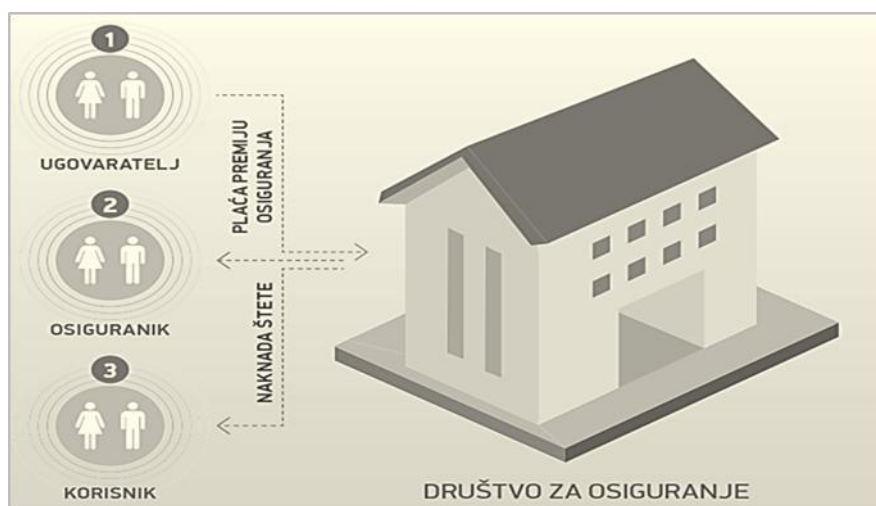 1
UGOVARATELJ
PLAĆA PREMIJU
OSIGURANJA
2
OSIGURANIK
NAKNADA ŠTETE
3
KORISNIK
DRUŠTVO ZA OSIGURANJE